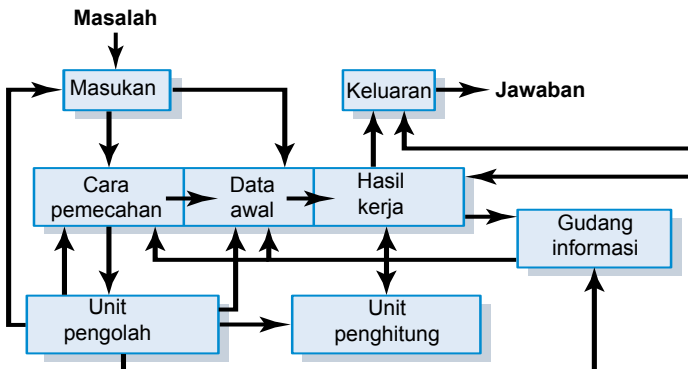 Masalah
Masukan
Keluaran
Jawaban
Cara
pemecahan
Data
awal
Hasil
kerja
Gudang
informasi
Unit
pengolah
Unit
penghitung